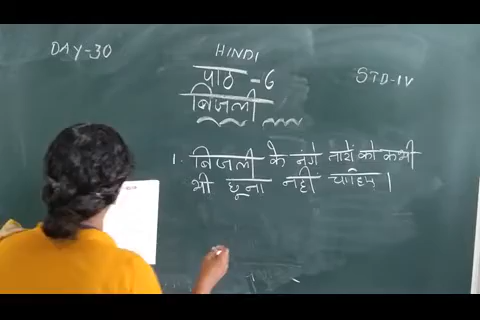 DAY-30
HINDI
STD-IV
पाठ -6
बिजली
1. बिजली के नंगे तारों को कभी
भी छूना नही चाहिए।